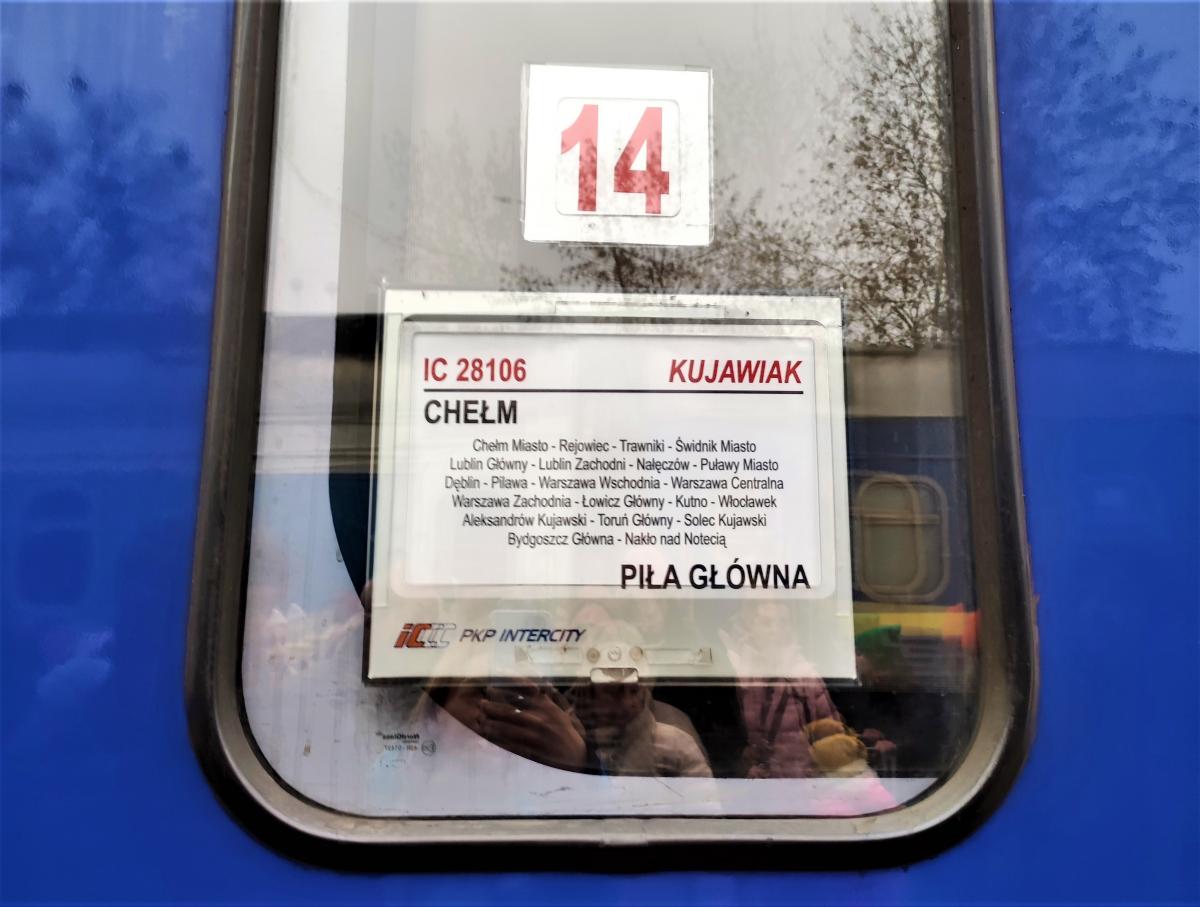 14
IC 28106 KUJAWIAK
CHEŁM
Chełm Miasto - Rejowiec - Trawniki - Świdnik Miasto
Lublin Główny - Lublin Zachodni - Nałęczów - Puławy Miasto
Dęblin - Pilawa - Warszawa Wschodnia - Warszawa Centralna
Warszawa Zachodnia - Łowicz Główny - Kutno - Włocławek
Aleksandrów Kujawski - Toruń Główny - Solec Kujawski
Bydgoszcz Główna - Nakło nad Notecią
PIŁA GŁÓWNA
IC PKP INTERCITY
NordGlass